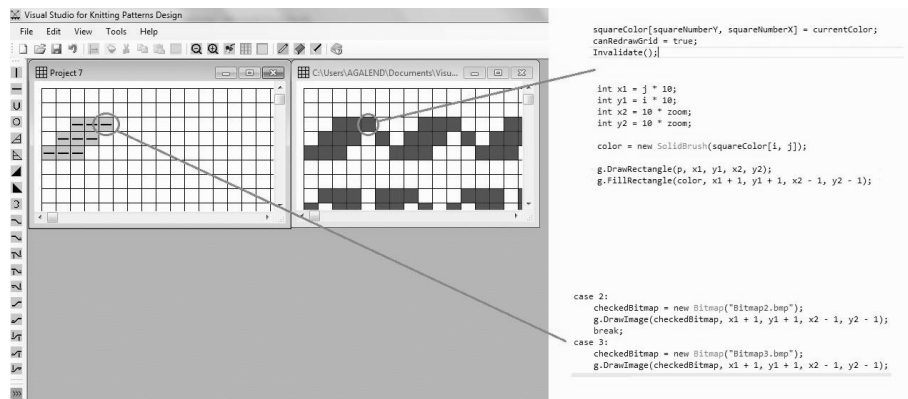 Visual Studio for Knitting Patterns Design
File Edit View Tools Help
Project 7
C:\Users\AGALEND\Documents\Visu...
squareColor[squareNumberY, squareNumberX] = currentColor;
canRedrawGrid = true;
Invalidate();
int x1 = j * 10;
int y1 = i * 10;
int x2 = 10 * zoom;
int y2 = 10 * zoom;
color = new SolidBrush(squareColor[i, j]);
g.DrawRectangle(p, x1, y1, x2, y2);
g.FillRectangle(color, x1 + 1, y1 + 1, x2 - 1, y2 - 1);
case 2:
checkedBitmap = new Bitmap("Bitmap2.bmp");
g.DrawImage(checkedBitmap, x1 + 1, y1 + 1, x2 - 1, y2 - 1);
break;
case 3:
checkedBitmap = new Bitmap("Bitmap3.bmp");
g.DrawImage(checkedBitmap, x1 + 1, y1 + 1, x2 - 1, y2 - 1);